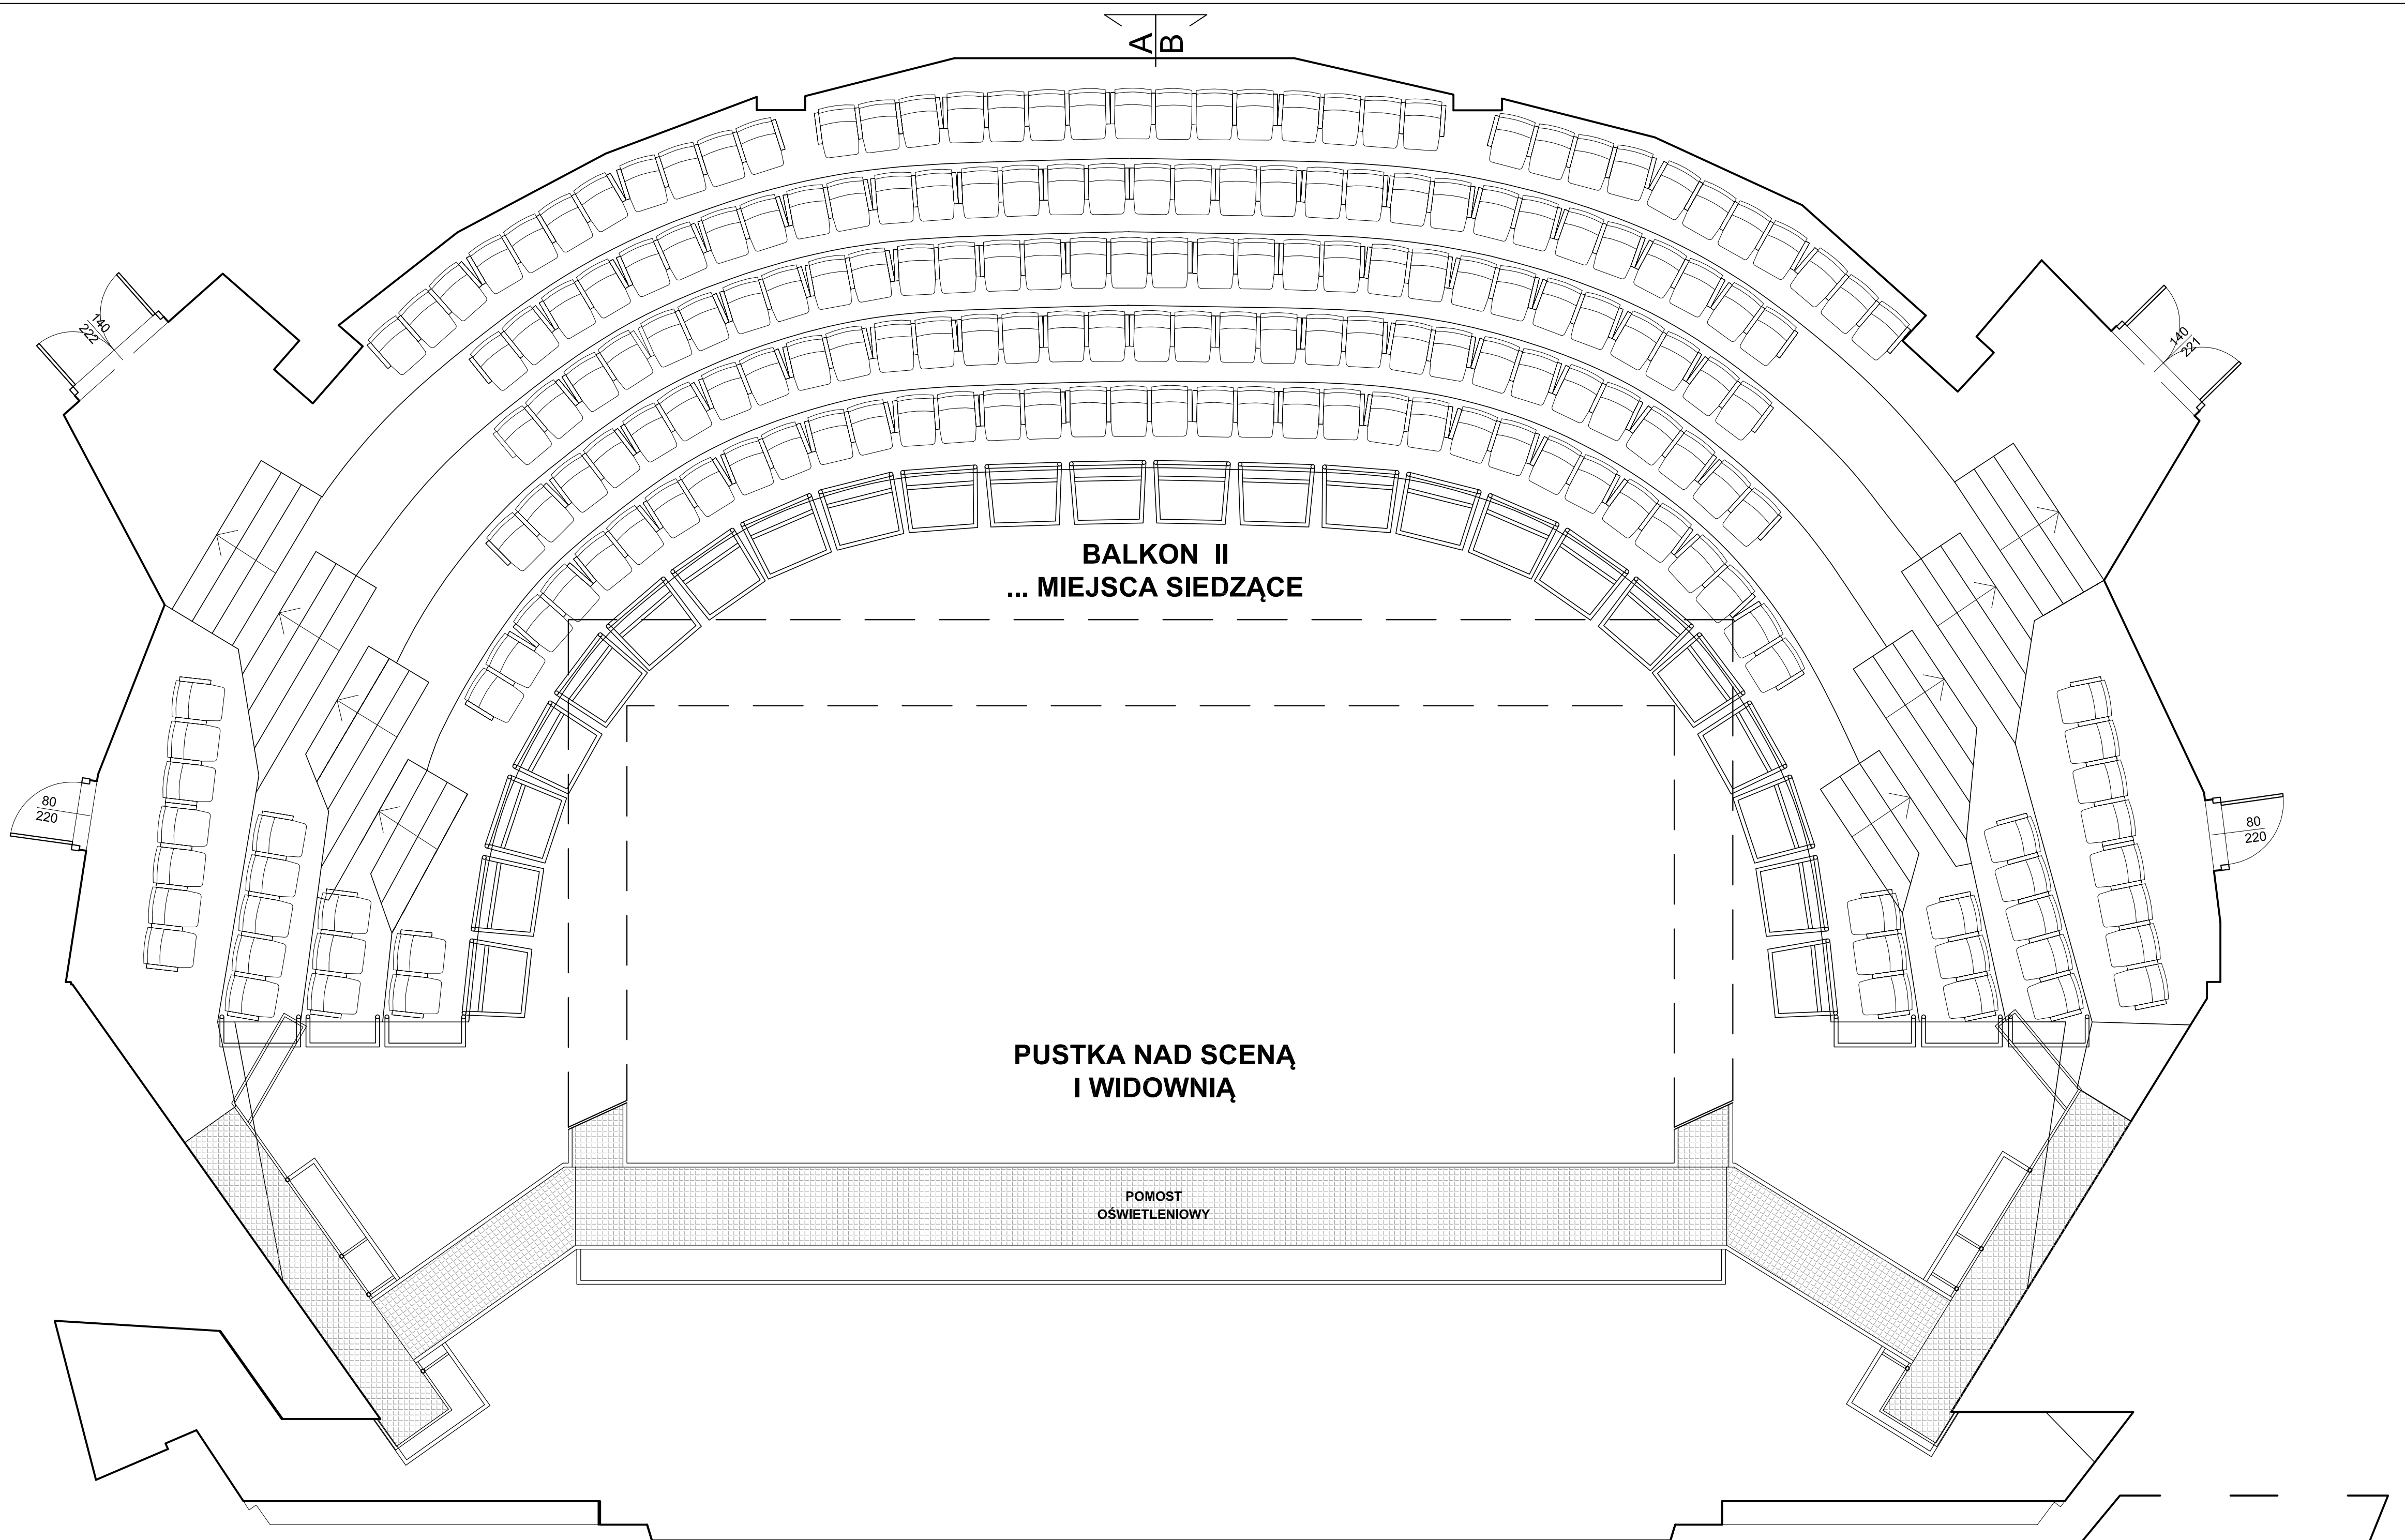 A
B
140
222
140
221
BALKON II
... MIEJSCA SIEDZĄCE
80
220
80
220
PUSTKA NAD SCENĄ
I WIDOWNIĄ
POMOST
OŚWIETLENIOWY